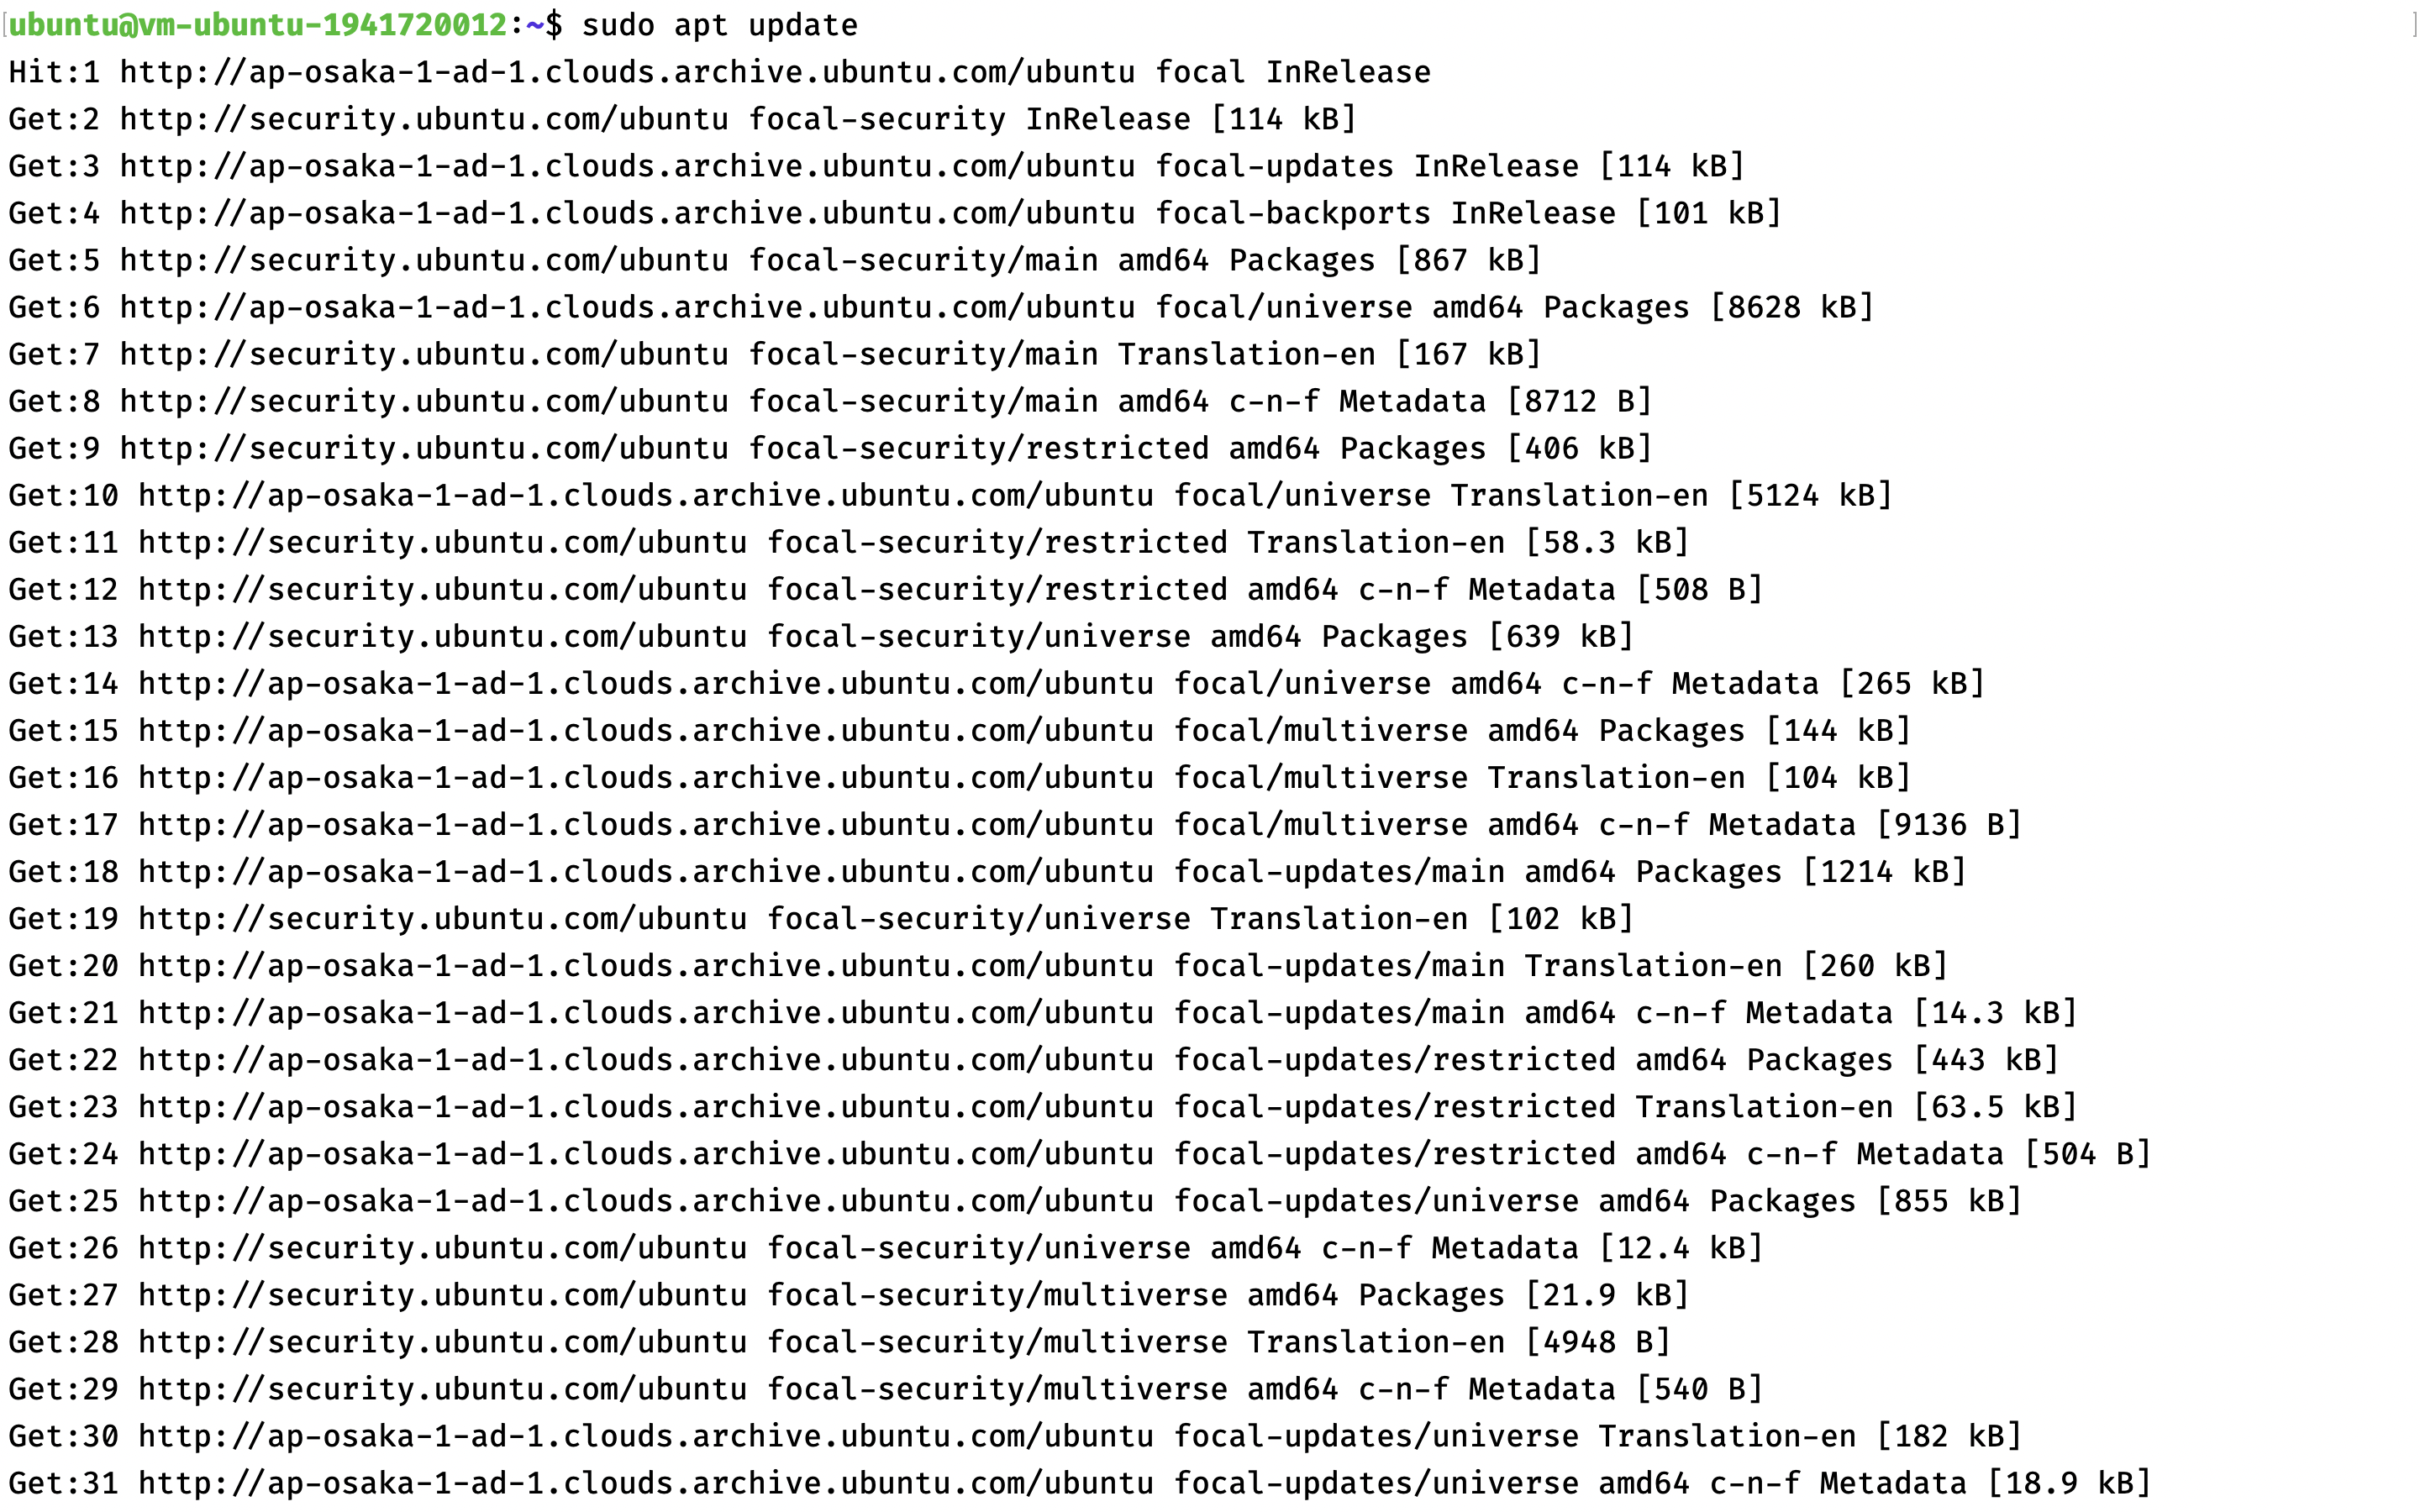 ubuntu@vm-ubuntu-1941720012:~$ sudo apt update
Hit:1 http://ap-osaka-1-ad-1.clouds.archive.ubuntu.com/ubuntu focal InRelease
Get:2 http://security.ubuntu.com/ubuntu focal-security InRelease [114 kB]
Get:3 http://ap-osaka-1-ad-1.clouds.archive.ubuntu.com/ubuntu focal-updates InRelease [114 kB]
Get:4 http://ap-osaka-1-ad-1.clouds.archive.ubuntu.com/ubuntu focal-backports InRelease [101 kB]
Get:5 http://security.ubuntu.com/ubuntu focal-security/main amd64 Packages [867 kB]
Get:6 http://ap-osaka-1-ad-1.clouds.archive.ubuntu.com/ubuntu focal/universe amd64 Packages [8628 kB]
Get:7 http://security.ubuntu.com/ubuntu focal-security/main Translation-en [167 kB]
Get:8 http://security.ubuntu.com/ubuntu focal-security/main amd64 c-n-f Metadata [8712 B]
Get:9 http://security.ubuntu.com/ubuntu focal-security/restricted amd64 Packages [406 kB]
Get:10 http://ap-osaka-1-ad-1.clouds.archive.ubuntu.com/ubuntu focal/universe Translation-en [5124 kB]
Get:11 http://security.ubuntu.com/ubuntu focal-security/restricted Translation-en [58.3 kB]
Get:12 http://security.ubuntu.com/ubuntu focal-security/restricted amd64 c-n-f Metadata [508 B]
Get:13 http://security.ubuntu.com/ubuntu focal-security/universe amd64 Packages [639 kB]
Get:14 http://ap-osaka-1-ad-1.clouds.archive.ubuntu.com/ubuntu focal/universe amd64 c-n-f Metadata [265 kB]
Get:15 http://ap-osaka-1-ad-1.clouds.archive.ubuntu.com/ubuntu focal/multiverse amd64 Packages [144 kB]
Get:16 http://ap-osaka-1-ad-1.clouds.archive.ubuntu.com/ubuntu focal/multiverse Translation-en [104 kB]
Get:17 http://ap-osaka-1-ad-1.clouds.archive.ubuntu.com/ubuntu focal/multiverse amd64 c-n-f Metadata [9136 B]
Get:18 http://ap-osaka-1-ad-1.clouds.archive.ubuntu.com/ubuntu focal-updates/main amd64 Packages [1214 kB]
Get:19 http://security.ubuntu.com/ubuntu focal-security/universe Translation-en [102 kB]
Get:20 http://ap-osaka-1-ad-1.clouds.archive.ubuntu.com/ubuntu focal-updates/main Translation-en [260 kB]
Get:21 http://ap-osaka-1-ad-1.clouds.archive.ubuntu.com/ubuntu focal-updates/main amd64 c-n-f Metadata [14.3 kB]
Get:22 http://ap-osaka-1-ad-1.clouds.archive.ubuntu.com/ubuntu focal-updates/restricted amd64 Packages [443 kB]
Get:23 http://ap-osaka-1-ad-1.clouds.archive.ubuntu.com/ubuntu focal-updates/restricted Translation-en [63.5 kB]
Get:24 http://ap-osaka-1-ad-1.clouds.archive.ubuntu.com/ubuntu focal-updates/restricted amd64 c-n-f Metadata [504 B]
Get:25 http://ap-osaka-1-ad-1.clouds.archive.ubuntu.com/ubuntu focal-updates/universe amd64 Packages [855 kB]
Get:26 http://security.ubuntu.com/ubuntu focal-security/universe amd64 c-n-f Metadata [12.4 kB]
Get:27 http://security.ubuntu.com/ubuntu focal-security/multiverse amd64 Packages [21.9 kB]
Get:28 http://security.ubuntu.com/ubuntu focal-security/multiverse Translation-en [4948 B]
Get:29 http://security.ubuntu.com/ubuntu focal-security/multiverse amd64 c-n-f Metadata [540 B]
Get:30 http://ap-osaka-1-ad-1.clouds.archive.ubuntu.com/ubuntu focal-updates/universe Translation-en [182 kB]
Get:31 http://ap-osaka-1-ad-1.clouds.archive.ubuntu.com/ubuntu focal-updates/universe amd64 c-n-f Metadata [18.9 kB]